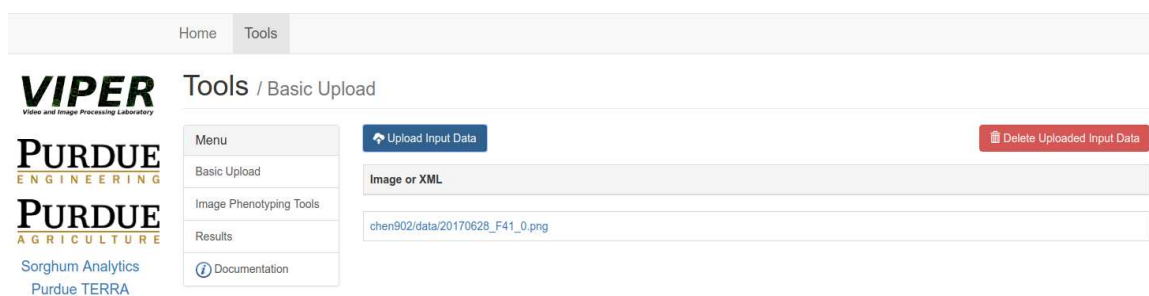 Home Tools
VIPER
Video and Image Processing Laboratory
PURDUE
ENGINEERING
PURDUE
AGRICULTURE
Sorghum Analytics
Purdue TERRA
Tools / Basic Upload
Menu
Basic Upload
Image Phenotyping Tools
Results
i Documentation
Upload Input Data
Delete Uploaded Input Data
Image or XML
chen902/data/20170628_F41_0.png